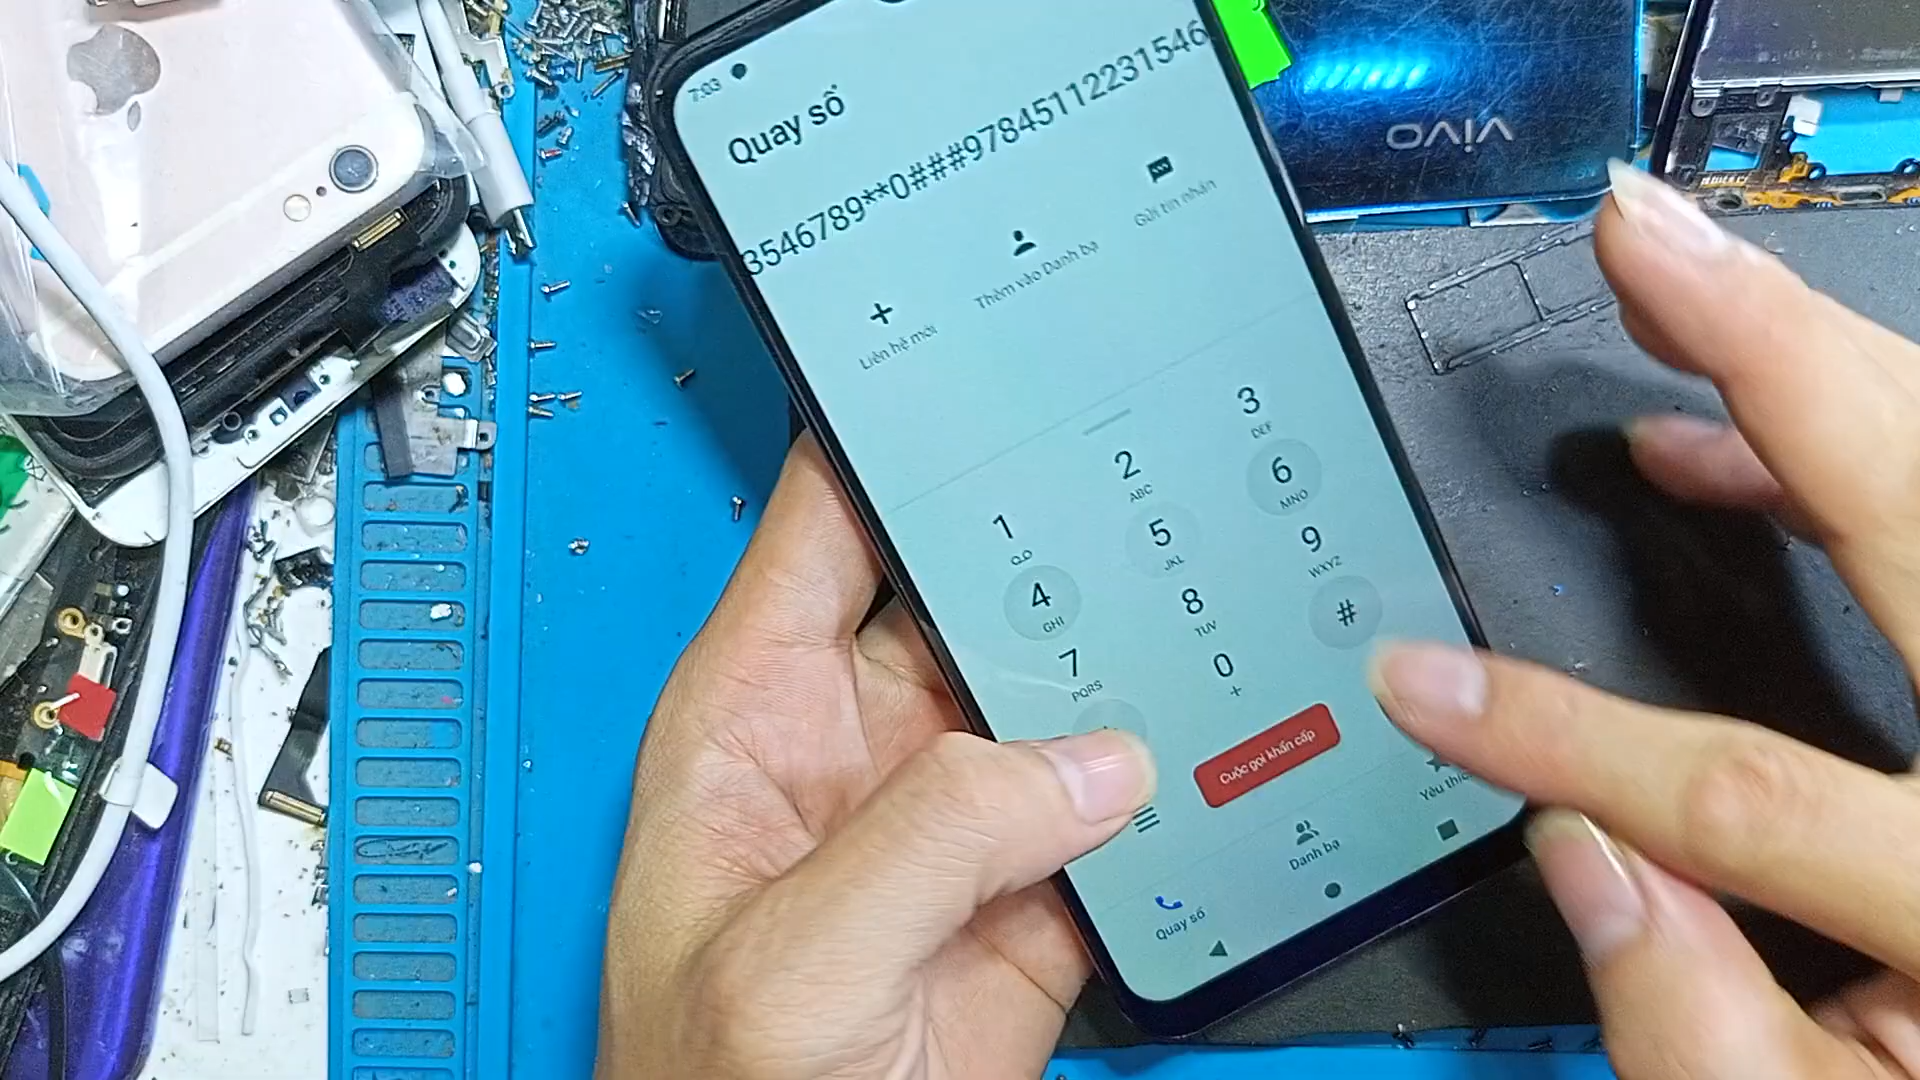 7:03
Quay số
3546789**0###9784511223154​6
Liên hệ mới
Thêm vào Danh bạ
Gửi tin nhắn
1
2
ABC
3
DEF
4
GHI
5
JKL
6
MNO
7
PQRS
8
TUV
9
WXYZ
0
+
#
Cuộc gọi khẩn cấp
Quay số
Danh bạ
vivo